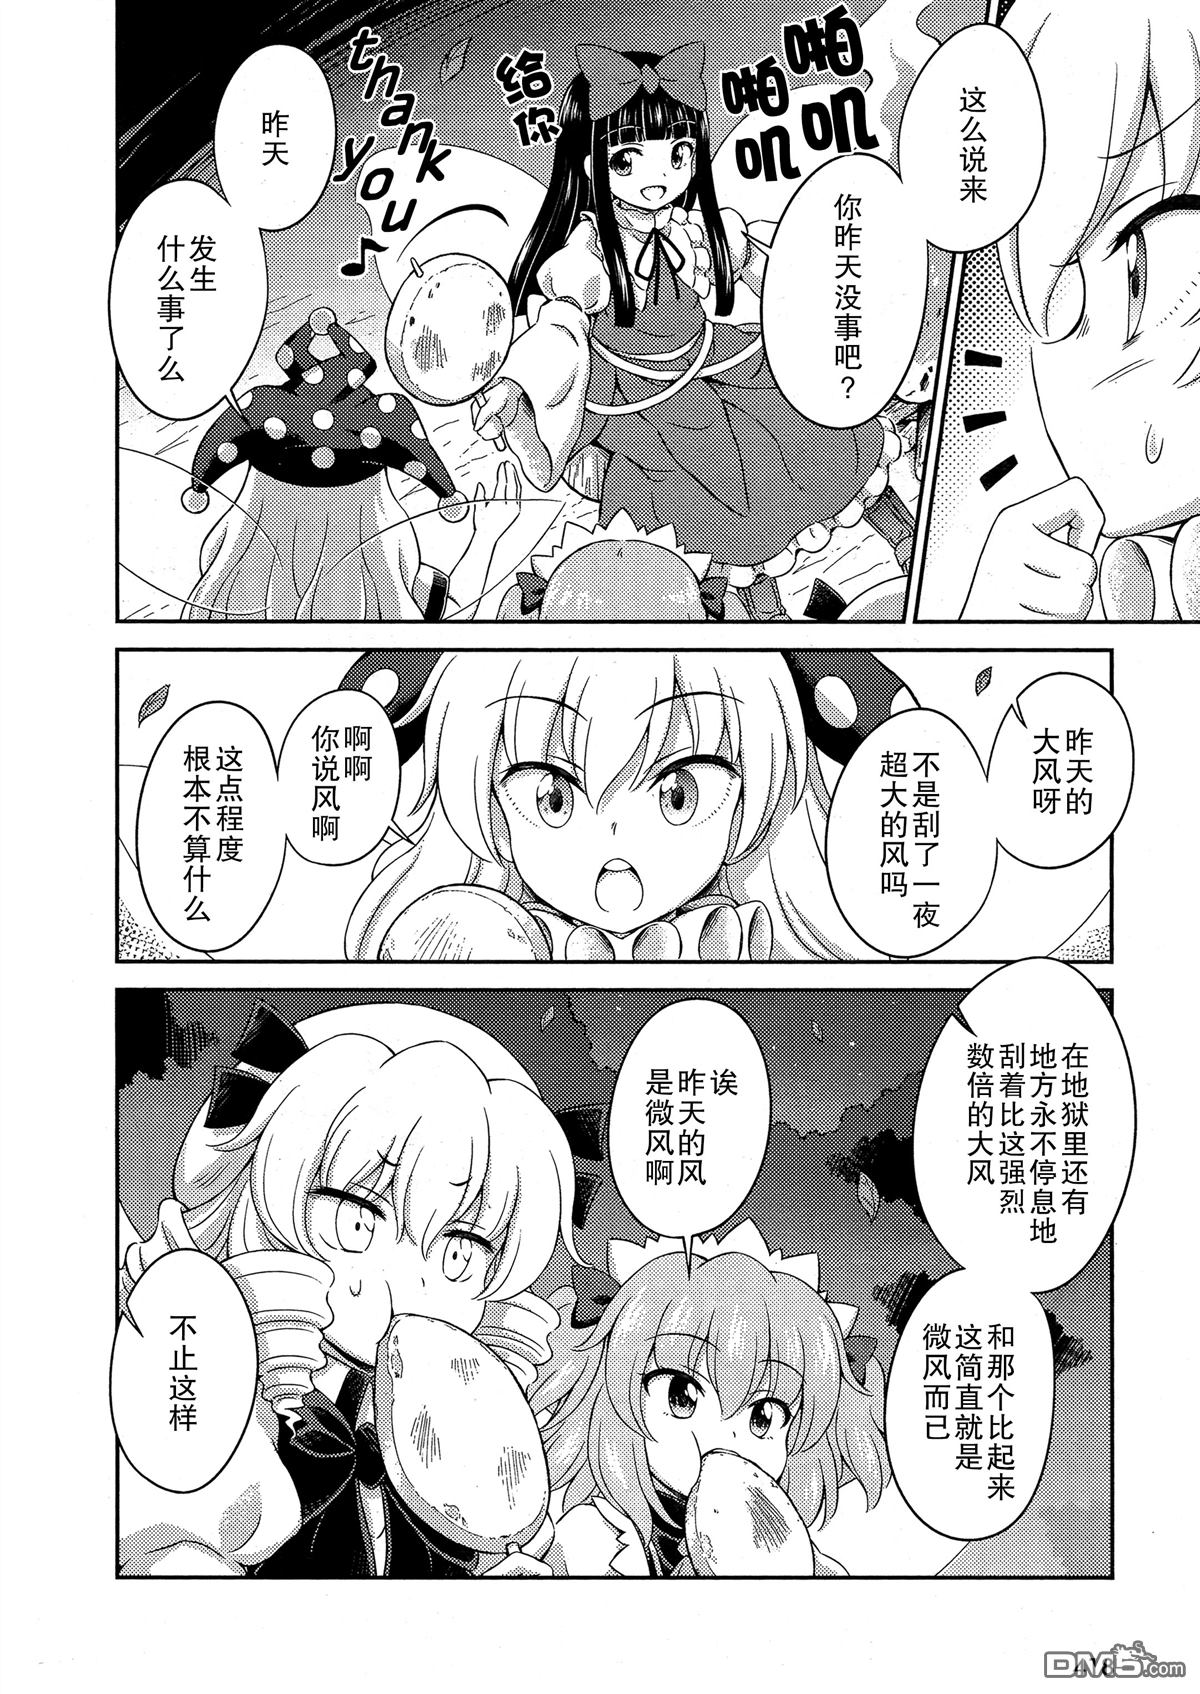 这么说来
啪叽
啪叽
你昨天没事吧？
给你
thank
you
昨天
发生
什么事了么
昨天的
大风呀
不是刮了一夜
超大的风吗
啊啊
你说风啊
这点程度
根本不算什么
在地狱里还有
地方永不停息地
刮着比这强烈
数倍的大风
和那个比起来
这简直就是
微风而已
诶
昨天的风
是微风啊
不止这样
418
DM5.com